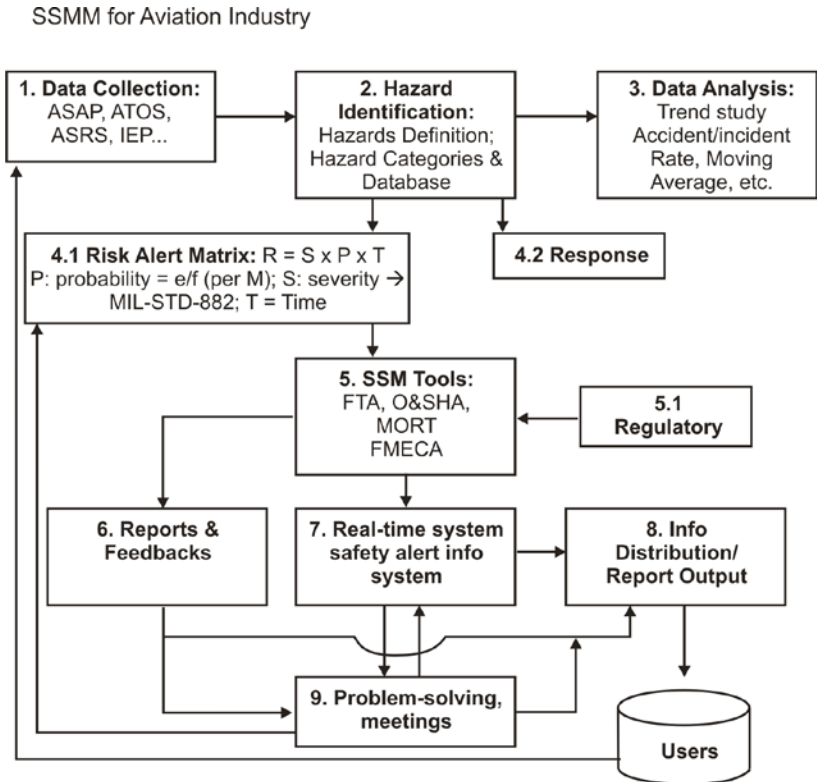 SSMM for Aviation Industry
1. Data Collection:
ASAP, ATOS,
ASRS, IEP...
2. Hazard
Identification:
Hazards Definition;
Hazard Categories &
Database
3. Data Analysis:
Trend study
Accident/incident
Rate, Moving
Average, etc.
4.1 Risk Alert Matrix: R = S x P x T
P: probability = e/f (per M); S: severity →
MIL-STD-882; T = Time
4.2 Response
5. SSM Tools:
FTA, O&SHA,
MORT
FMECA
5.1
Regulatory
6. Reports &
Feedbacks
7. Real-time system
safety alert info
system
8. Info
Distribution/
Report Output
9. Problem-solving,
meetings
Users